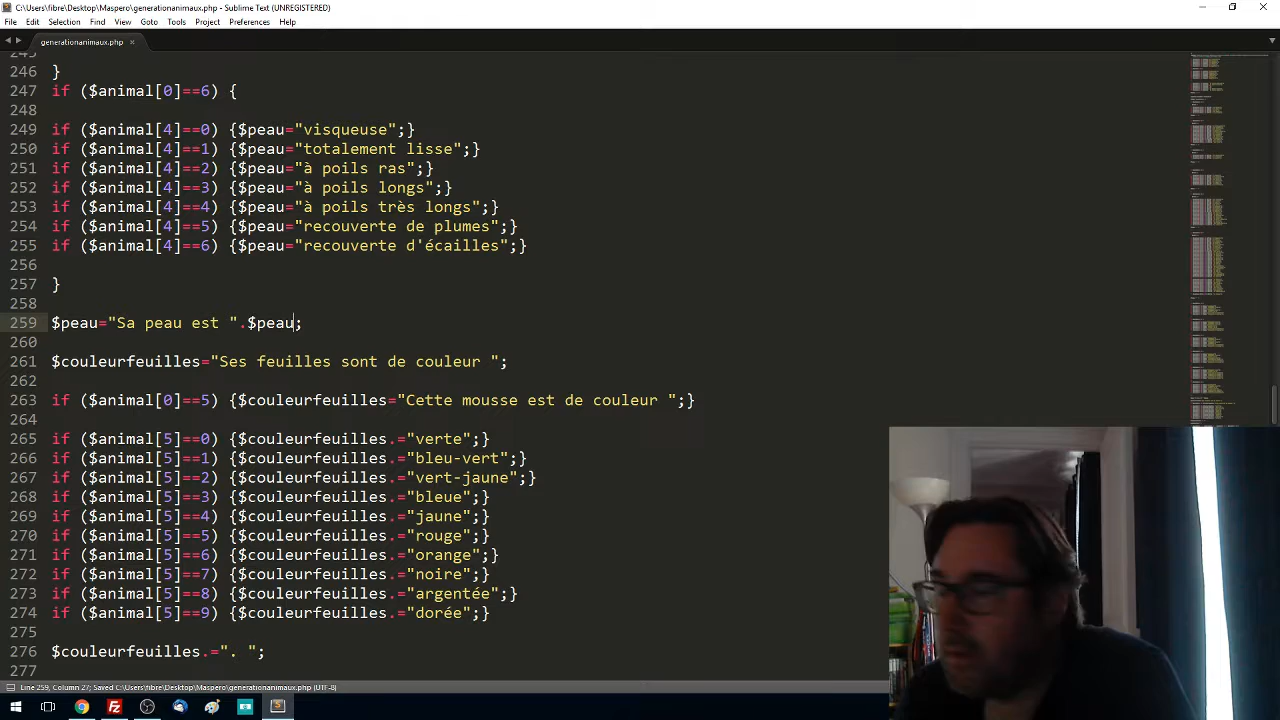 C:\Users\fibre\Desktop\Maspero\generationanimaux.php - Sublime Text (UNREGISTERED)
File Edit Selection Find View Goto Tools Project Preferences Help
generationanimaux.php
246 }
247 if ($animal[0]==6) {
248
249 if ($animal[4]==0) {$peau="visqueuse";}
250 if ($animal[4]==1) {$peau="totalement lisse";}
251 if ($animal[4]==2) {$peau="à poils ras";}
252 if ($animal[4]==3) {$peau="à poils longs";}
253 if ($animal[4]==4) {$peau="à poils très longs";}
254 if ($animal[4]==5) {$peau="recouverte de plumes";}
255 if ($animal[4]==6) {$peau="recouverte d'écailles";}
256
257 }
258
259 $peau="Sa peau est ".$peau;
260
261 $couleurfeuilles="Ses feuilles sont de couleur ";
262
263 if ($animal[0]==5) {$couleurfeuilles="Cette mousse est de couleur ";}
264
265 if ($animal[5]==0) {$couleurfeuilles.="verte";}
266 if ($animal[5]==1) {$couleurfeuilles.="bleu-vert";}
267 if ($animal[5]==2) {$couleurfeuilles.="vert-jaune";}
268 if ($animal[5]==3) {$couleurfeuilles.="bleue";}
269 if ($animal[5]==4) {$couleurfeuilles.="jaune";}
270 if ($animal[5]==5) {$couleurfeuilles.="rouge";}
271 if ($animal[5]==6) {$couleurfeuilles.="orange";}
272 if ($animal[5]==7) {$couleurfeuilles.="noire";}
273 if ($animal[5]==8) {$couleurfeuilles.="argentée";}
274 if ($animal[5]==9) {$couleurfeuilles.="dorée";}
275
276 $couleurfeuilles.=". ";
277
Line 259, Column 27; Saved C:\Users\fibre\Desktop\Maspero\generationanimaux.php (UTF-8)